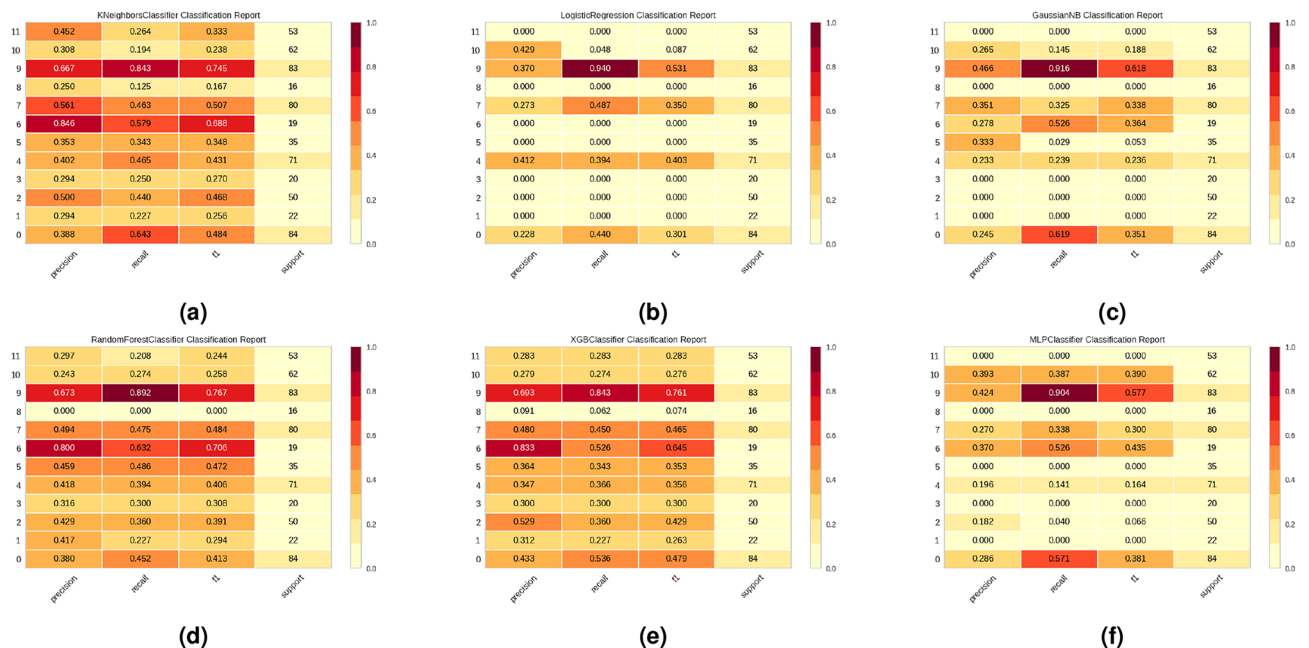 KNeighborsClassifier Classification Report
11 0.452 0.264 0.333 53 1.0
10 0.308 0.194 0.238 62
9 0.667 0.843 0.745 83 0.8
8 0.250 0.125 0.167 16
7 0.561 0.463 0.507 80 0.6
6 0.846 0.579 0.688 19
5 0.353 0.343 0.348 35
4 0.402 0.465 0.431 71 0.4
3 0.294 0.250 0.270 20
2 0.500 0.440 0.468 50 0.2
1 0.294 0.227 0.256 22
0 0.388 0.643 0.484 84 0.0
precision recall f1 support
(a)
LogisticRegression Classification Report
11 0.000 0.000 0.000 53 1.0
10 0.429 0.048 0.087 62
9 0.370 0.940 0.531 83 0.8
8 0.000 0.000 0.000 16
7 0.273 0.487 0.350 80 0.6
6 0.000 0.000 0.000 19
5 0.000 0.000 0.000 35
4 0.412 0.394 0.403 71 0.4
3 0.000 0.000 0.000 20
2 0.000 0.000 0.000 50 0.2
1 0.000 0.000 0.000 22
0 0.228 0.440 0.301 84 0.0
precision recall f1 support
(b)
GaussianNB Classification Report
11 0.000 0.000 0.000 53 1.0
10 0.265 0.145 0.188 62
9 0.466 0.916 0.618 83 0.8
8 0.000 0.000 0.000 16
7 0.351 0.325 0.338 80 0.6
6 0.278 0.526 0.364 19
5 0.333 0.029 0.053 35
4 0.233 0.239 0.236 71 0.4
3 0.000 0.000 0.000 20
2 0.000 0.000 0.000 50 0.2
1 0.000 0.000 0.000 22
0 0.245 0.619 0.351 84 0.0
precision recall f1 support
(c)
RandomForestClassifier Classification Report
11 0.297 0.208 0.244 53 1.0
10 0.243 0.274 0.258 62
9 0.673 0.892 0.767 83 0.8
8 0.000 0.000 0.000 16
7 0.494 0.475 0.484 80 0.6
6 0.800 0.632 0.706 19
5 0.459 0.486 0.472 35
4 0.418 0.394 0.406 71 0.4
3 0.316 0.300 0.308 20
2 0.429 0.360 0.391 50 0.2
1 0.417 0.227 0.294 22
0 0.380 0.452 0.413 84 0.0
precision recall f1 support
(d)
XGBClassifier Classification Report
11 0.283 0.283 0.283 53 1.0
10 0.279 0.274 0.276 62
9 0.693 0.843 0.761 83 0.8
8 0.091 0.062 0.074 16
7 0.480 0.450 0.465 80 0.6
6 0.833 0.526 0.645 19
5 0.364 0.343 0.353 35
4 0.347 0.366 0.356 71 0.4
3 0.300 0.300 0.300 20
2 0.529 0.360 0.429 50 0.2
1 0.312 0.227 0.263 22
0 0.433 0.536 0.479 84 0.0
precision recall f1 support
(e)
MLPClassifier Classification Report
11 0.000 0.000 0.000 53 1.0
10 0.393 0.387 0.390 62
9 0.424 0.904 0.577 83 0.8
8 0.000 0.000 0.000 16
7 0.270 0.338 0.300 80 0.6
6 0.370 0.526 0.435 19
5 0.000 0.000 0.000 35
4 0.196 0.141 0.164 71 0.4
3 0.000 0.000 0.000 20
2 0.182 0.040 0.066 50 0.2
1 0.000 0.000 0.000 22
0 0.286 0.571 0.381 84 0.0
precision recall f1 support
(f)